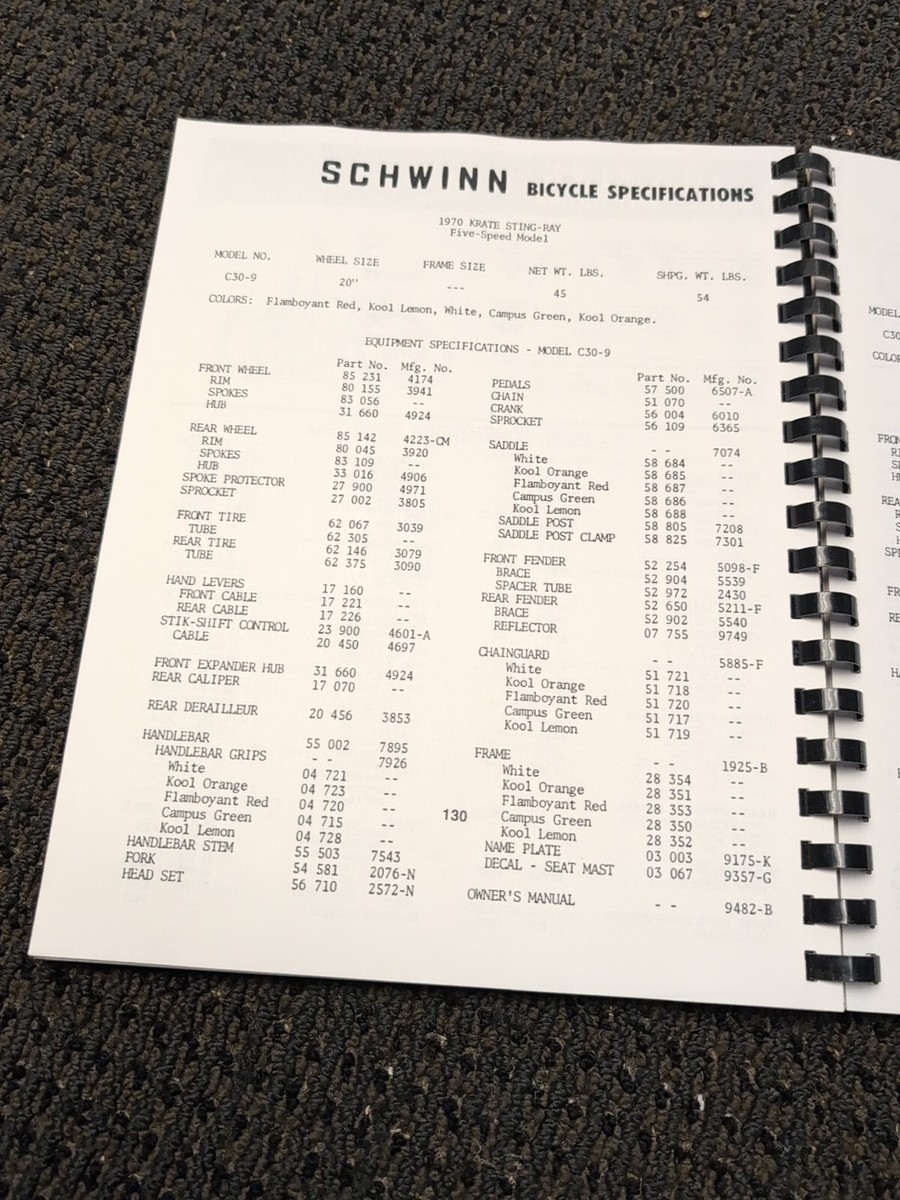 SCHWINN BICYCLE SPECIFICATIONS
1970 KRATE STING-RAY
Five-Speed Model
MODEL NO. WHEEL SIZE FRAME SIZE NET WT. LBS. SHPG. WT. LBS.
C30-9 20" --- 45 54
COLORS: Flamboyant Red, Kool Lemon, White, Campus Green, Kool Orange.
EQUIPMENT SPECIFICATIONS - MODEL C30-9
Part No. Mfg. No.
FRONT WHEEL 85 231 4174
RIM 80 155 3941
SPOKES 83 056 --
HUB 31 660 4924
REAR WHEEL 85 142 4223-CM
RIM 80 045 3920
SPOKES 83 109 --
HUB 33 016 4906
SPOKE PROTECTOR 27 900 4971
SPROCKET 27 002 3805
FRONT TIRE 62 067 3039
TUBE 62 305 --
REAR TIRE 62 146 3079
TUBE 62 375 3090
HAND LEVERS 17 160 --
FRONT CABLE 17 221 --
REAR CABLE 17 226 --
STIK-SHIFT CONTROL 23 900 4601-A
CABLE 20 450 4697
FRONT EXPANDER HUB 31 660 4924
REAR CALIPER 17 070 --
REAR DERAILLEUR 20 456 3853
HANDLEBAR 55 002 7895
HANDLEBAR GRIPS - - 7926
White 04 721 --
Kool Orange 04 723 --
Flamboyant Red 04 720 --
Campus Green 04 715 --
Kool Lemon 04 728 --
HANDLEBAR STEM 55 503 7543
FORK 54 581 2076-N
HEAD SET 56 710 2572-N
Part No. Mfg. No.
PEDALS 57 500 6507-A
CHAIN 51 070 --
CRANK 56 004 6010
SPROCKET 56 109 6365
SADDLE - - 7074
White 58 684 --
Kool Orange 58 685 --
Flamboyant Red 58 687 --
Campus Green 58 686 --
Kool Lemon 58 688 --
SADDLE POST 58 805 7208
SADDLE POST CLAMP 58 825 7301
FRONT FENDER 52 254 5098-F
BRACE 52 904 5539
SPACER TUBE 52 972 2430
REAR FENDER 52 650 5211-F
BRACE 52 902 5540
REFLECTOR 07 755 9749
CHAINGUARD - - 5885-F
White 51 721 --
Kool Orange 51 718 --
Flamboyant Red 51 720 --
Campus Green 51 717 --
Kool Lemon 51 719 --
FRAME - - 1925-B
White 28 354 --
Kool Orange 28 351 --
Flamboyant Red 28 353 --
Campus Green 28 350 --
Kool Lemon 28 352 --
NAME PLATE 03 003 9175-K
DECAL - SEAT MAST 03 067 9357-G
OWNER'S MANUAL - - 9482-B
130